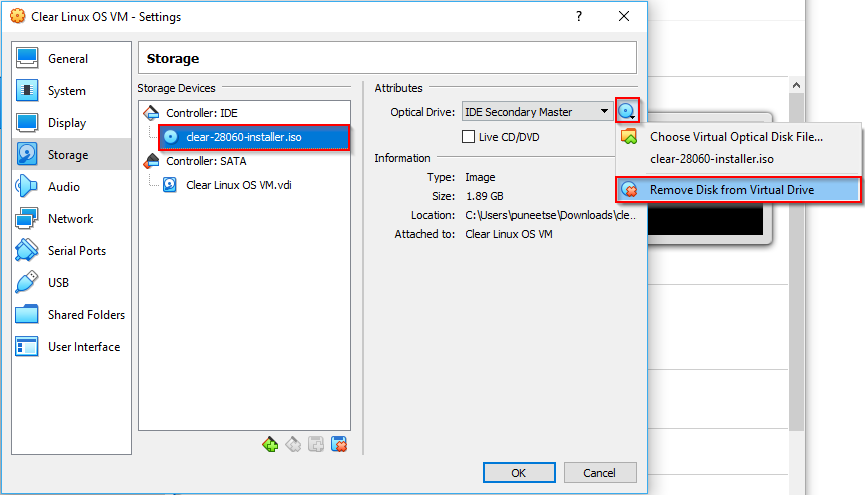 Clear Linux OS VM - Settings
?
General
System
Display
Storage
Audio
Network
Serial Ports
USB
Shared Folders
User Interface
Storage
Storage Devices
Controller: IDE
clear-28060-installer.iso
Controller: SATA
Clear Linux OS VM.vdi
Attributes
Optical Drive: IDE Secondary Master
Live CD/DVD
Information
Type: Image
Size: 1.89 GB
Location: C:\Users\puneetse\Downloads\cle...
Attached to: Clear Linux OS VM
Choose Virtual Optical Disk File...
clear-28060-installer.iso
Remove Disk from Virtual Drive
OK
Cancel